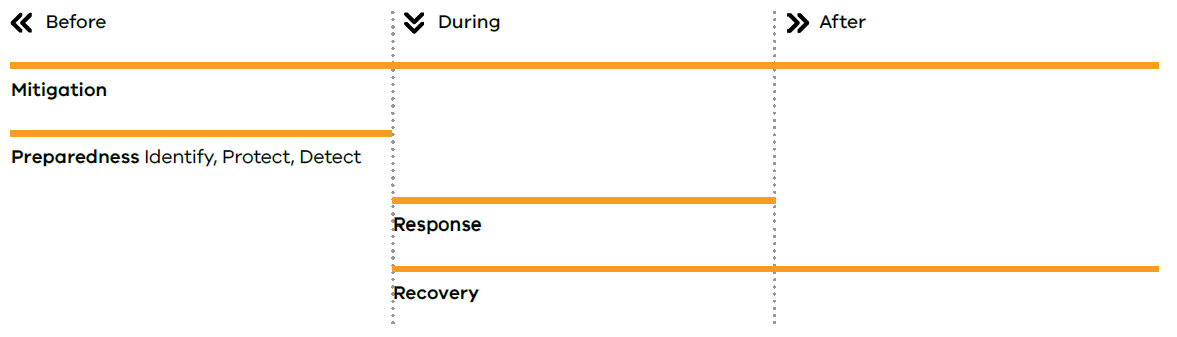 Before
During
After
Mitigation
Preparedness Identify, Protect, Detect
Response
Recovery